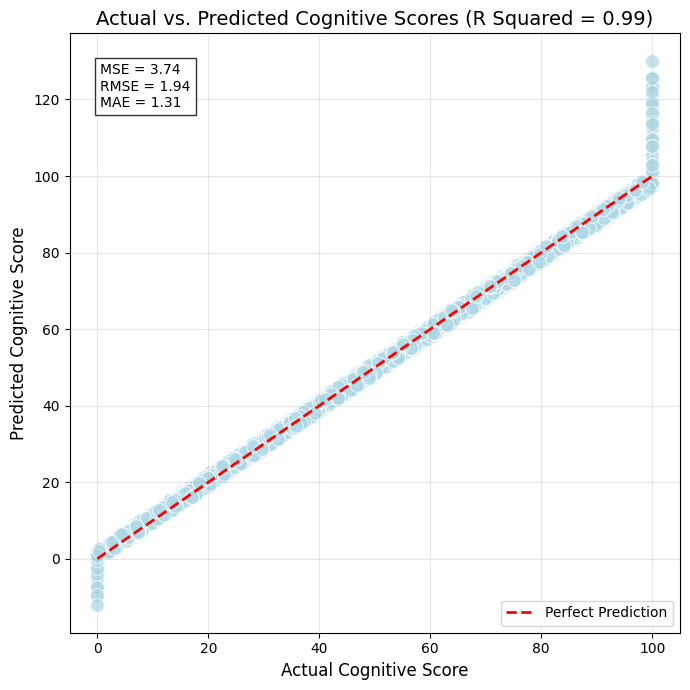 Actual vs. Predicted Cognitive Scores (R Squared = 0.99)
MSE = 3.74
RMSE = 1.94
MAE = 1.31
120
100
80
60
40
20
0
Predicted Cognitive Score
Perfect Prediction
0 20 40 60 80 100
Actual Cognitive Score